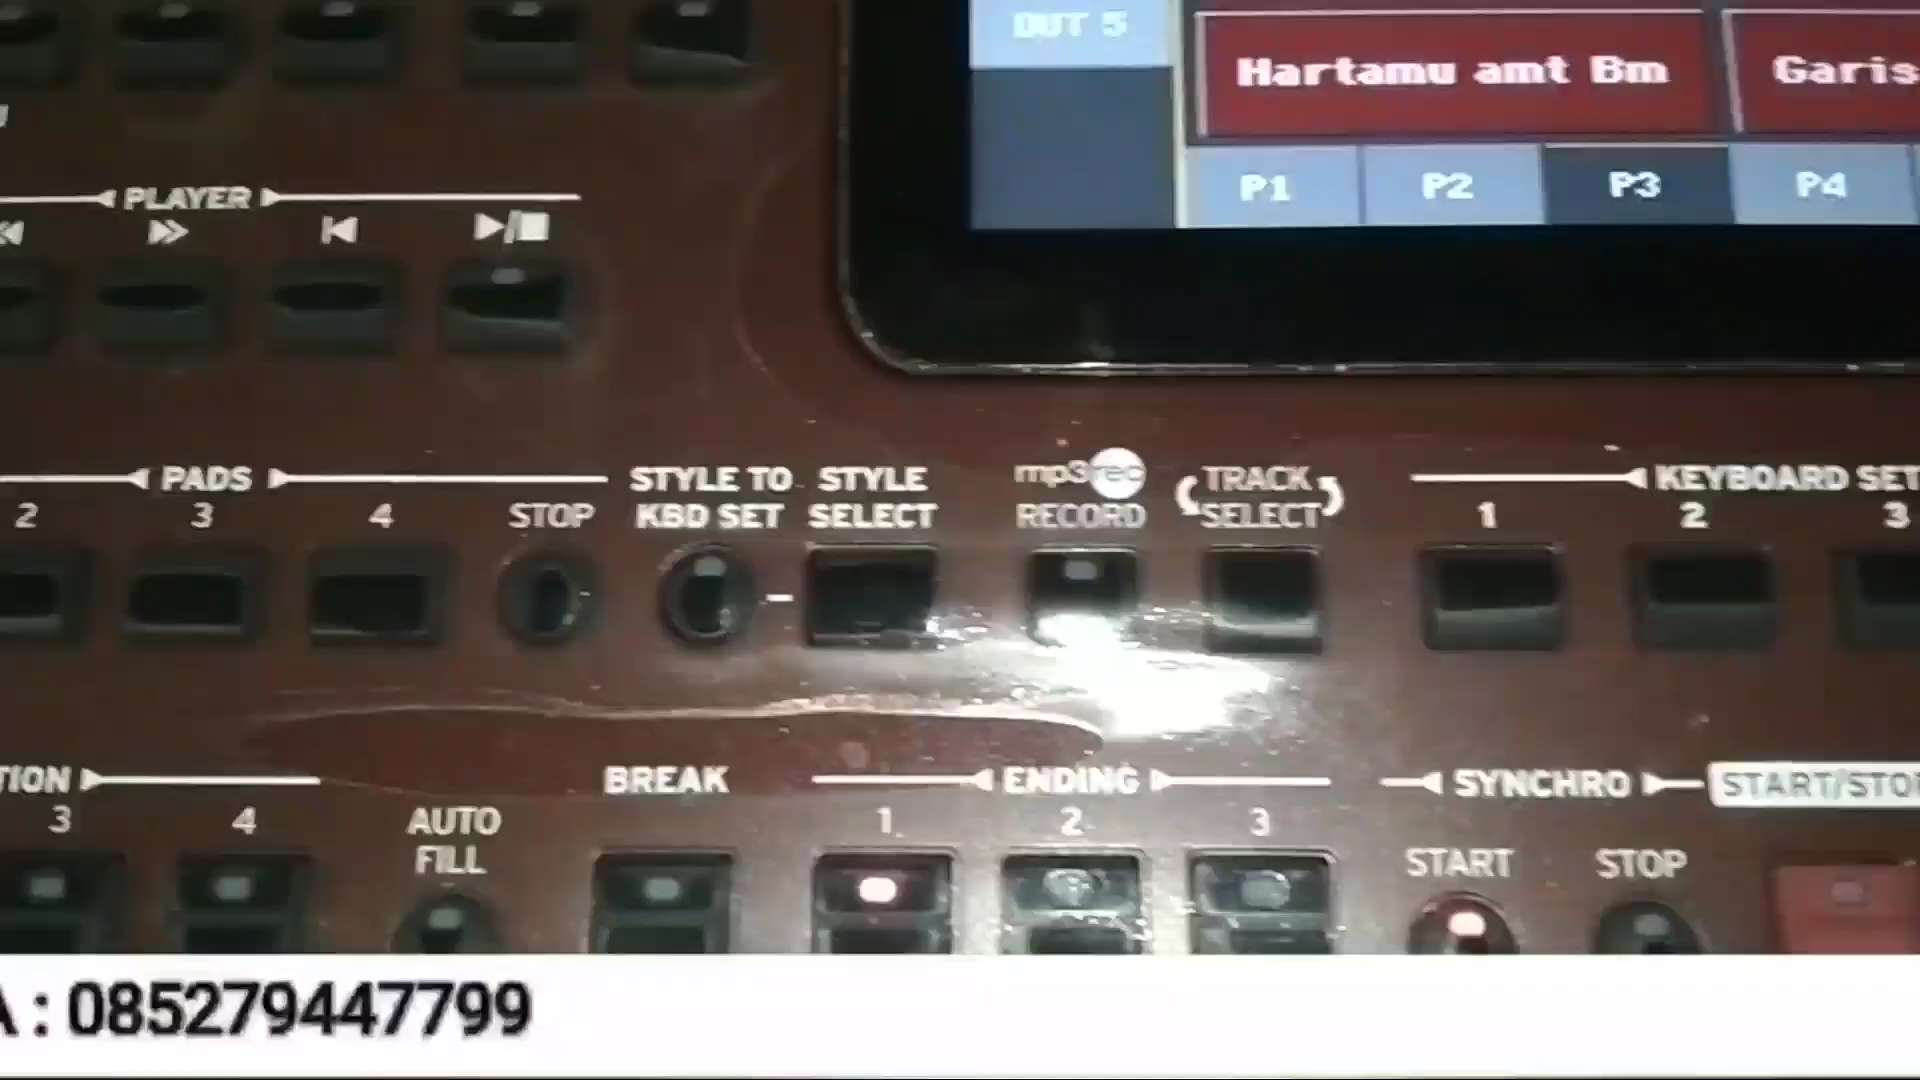 OUT 5
Hartamu amt Bm
Garis
P1 P2 P3 P4
PLAYER
PADS
2 3 4 STOP
STYLE TO KBD SET
STYLE SELECT
mp3rec RECORD
TRACK SELECT
KEYBOARD SET
1 2 3
TION
3 4
AUTO FILL
BREAK
ENDING
1 2 3
SYNCHRO
START STOP
START/STO
A : 085279447799